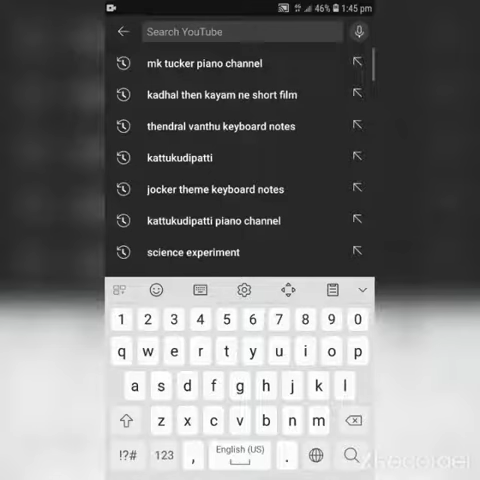 46% 1:45 pm
Search YouTube
mk tucker piano channel
kadhal then kayam ne short film
thendral vanthu keyboard notes
kattukudipatti
jocker theme keyboard notes
kattukudipatti piano channel
science experiment
1 2 3 4 5 6 7 8 9 0
q w e r t y u i o p
a s d f g h j k l
z x c v b n m
!?# 123 , English (US) .